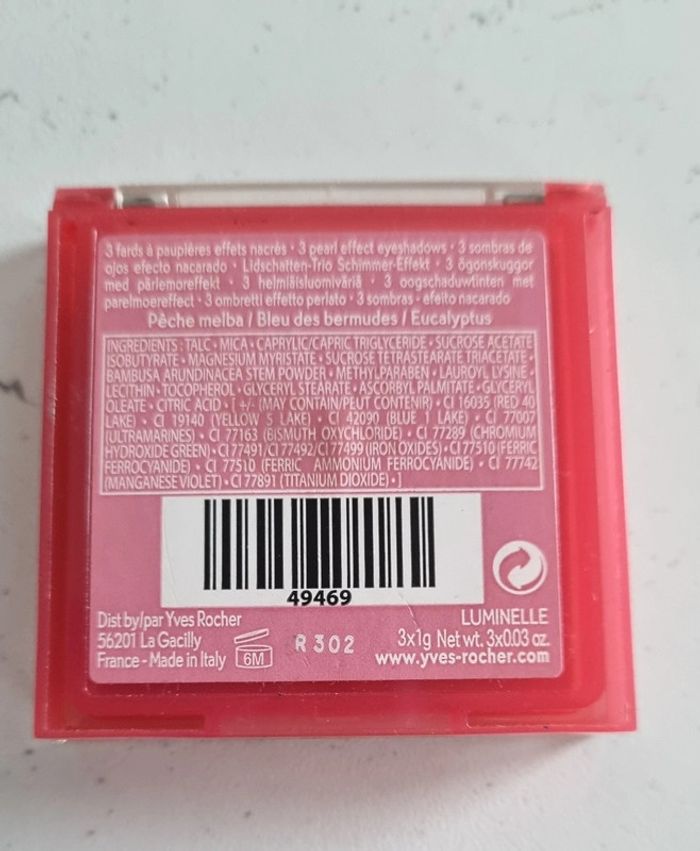 3 fards à paupières effets nacrés • 3 pearl effect eyeshadows • 3 sombras de
ojos efecto nacarado • Lidschatten-Trio Schimmer-Effekt • 3 ögonskuggor
med pärlemoreffekt • 3 helmiäisluomiväriä • 3 oogschaduwtinten met
parelmoereffect • 3 ombretti effetto perlato • 3 sombras - efeito nacarado
Pêche melba / Bleu des bermudes / Eucalyptus
INGREDIENTS : TALC • MICA • CAPRYLIC/CAPRIC TRIGLYCERIDE • SUCROSE ACETATE
ISOBUTYRATE • MAGNESIUM MYRISTATE • SUCROSE TETRASTEARATE TRIACETATE •
BAMBUSA ARUNDINACEA STEM POWDER • METHYLPARABEN • LAUROYL LYSINE •
LECITHIN • TOCOPHEROL • GLYCERYL STEARATE • ASCORBYL PALMITATE • GLYCERYL
OLEATE • CITRIC ACID • [ +/- (MAY CONTAIN/PEUT CONTENIR) • CI 16035 (RED 40
LAKE) • CI 19140 (YELLOW 5 LAKE) • CI 42090 (BLUE 1 LAKE) • CI 77007
(ULTRAMARINES) • CI 77163 (BISMUTH OXYCHLORIDE) • CI 77289 (CHROMIUM
HYDROXIDE GREEN) • CI 77491/CI 77492/CI 77499 (IRON OXIDES) • CI 77510 (FERRIC
FERROCYANIDE) • CI 77510 (FERRIC AMMONIUM FERROCYANIDE) • CI 77742
(MANGANESE VIOLET) • CI 77891 (TITANIUM DIOXIDE) • ]
49469
Dist by/par Yves Rocher
56201 La Gacilly
France - Made in Italy
6M
R 302
LUMINELLE
3x1g Net wt. 3x0.03 oz.
www.yves-rocher.com